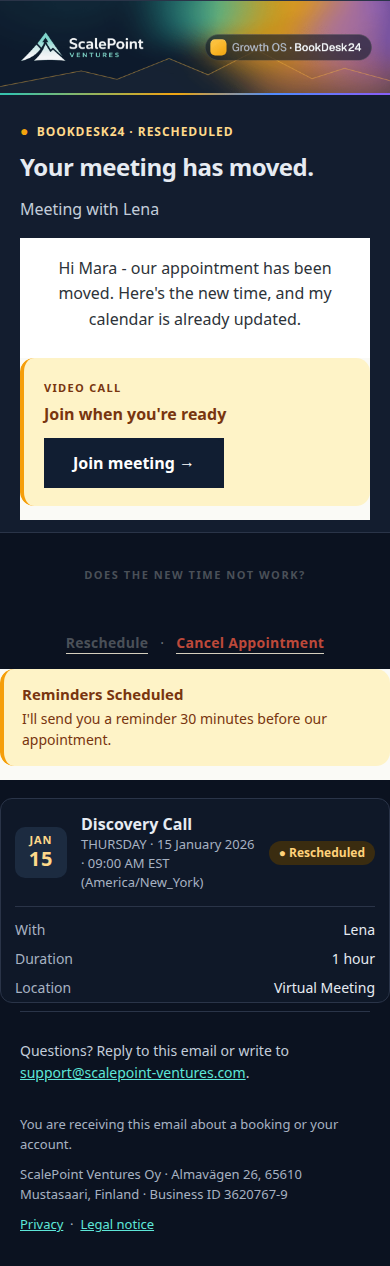 ScalePoint
VENTURES
Growth OS · BookDesk24
● BOOKDESK24 · RESCHEDULED
Your meeting has moved.
Meeting with Lena
Hi Mara - our appointment has been
moved. Here's the new time, and my
calendar is already updated.
VIDEO CALL
Join when you're ready
Join meeting →
DOES THE NEW TIME NOT WORK?
Reschedule · Cancel Appointment
Reminders Scheduled
I'll send you a reminder 30 minutes before our
appointment.
JAN
15
Discovery Call
THURSDAY · 15 January 2026
· 09:00 AM EST
(America/New_York)
● Rescheduled
With Lena
Duration 1 hour
Location Virtual Meeting
Questions? Reply to this email or write to
support@scalepoint-ventures.com.
You are receiving this email about a booking or your
account.
ScalePoint Ventures Oy · Almavägen 26, 65610
Mustasaari, Finland · Business ID 3620767-9
Privacy · Legal notice